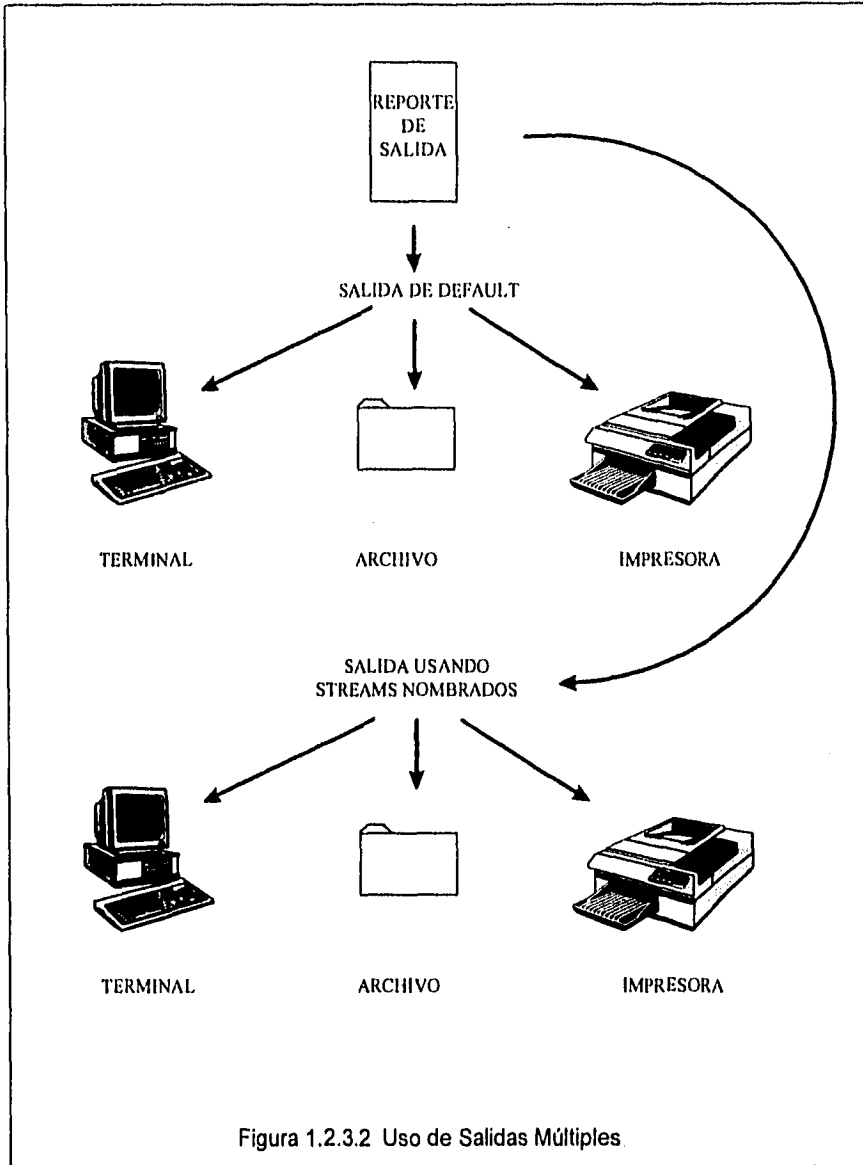 REPORTE
DE
SALIDA
SALIDA DE DEFAULT
TERMINAL
ARCHIVO
IMPRESORA
SALIDA USANDO
STREAMS NOMBRADOS
TERMINAL
ARCHIVO
IMPRESORA
Figura 1.2.3.2 Uso de Salidas Múltiples